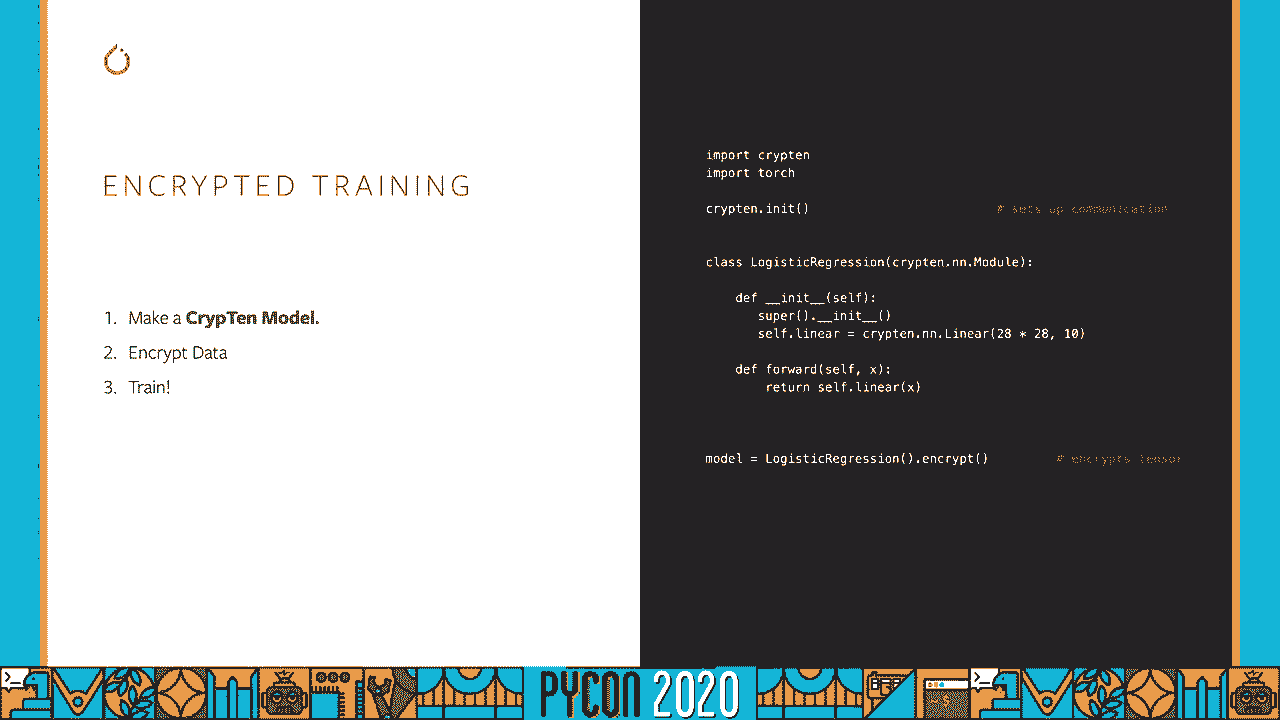 ENCRYPTED TRAINING
1. Make a CrypTen Model.
2. Encrypt Data
3. Train!
import crypten
import torch
crypten.init() # sets up communication
class LogisticRegression(crypten.nn.Module):
def __init__(self):
super().__init__()
self.linear = crypten.nn.Linear(28 * 28, 10)
def forward(self, x):
return self.linear(x)
model = LogisticRegression().encrypt() # encrypts tensor
PYCON 2020